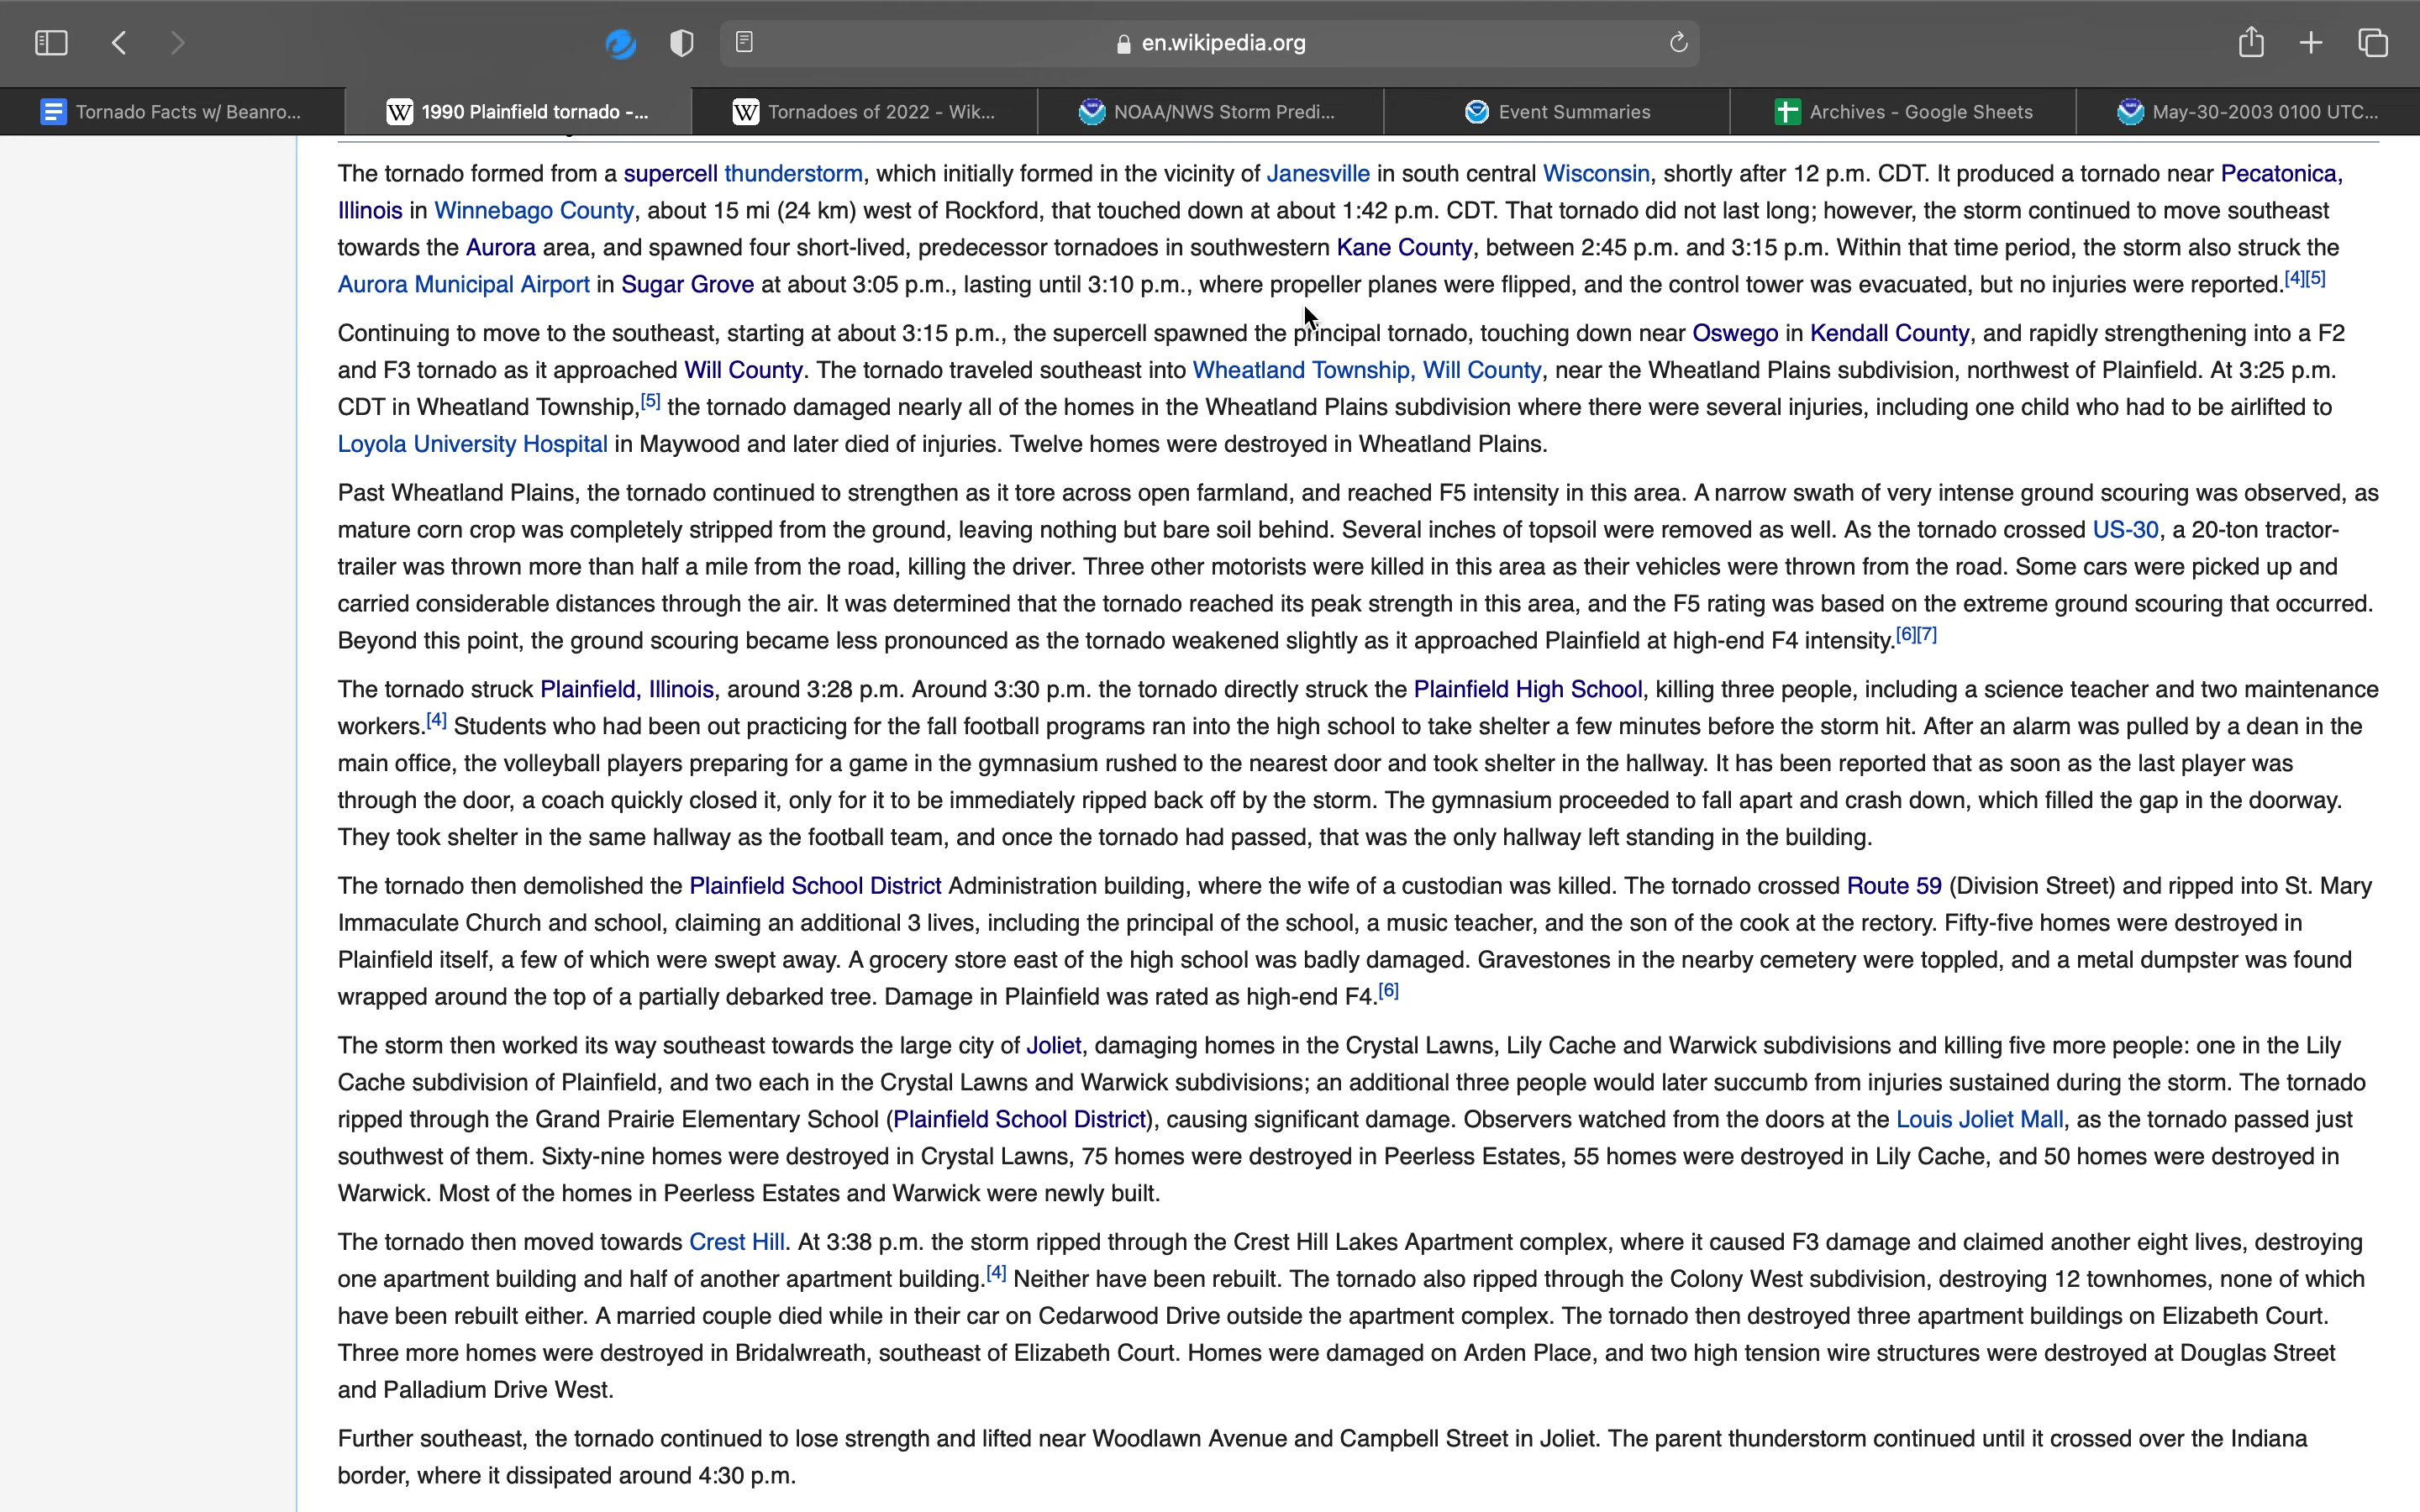 en.wikipedia.org
Tornado Facts w/ Beanro...
1990 Plainfield tornado -...
Tornadoes of 2022 - Wik...
NOAA/NWS Storm Predi...
Event Summaries
Archives - Google Sheets
May-30-2003 0100 UTC...
The tornado formed from a supercell thunderstorm, which initially formed in the vicinity of Janesville in south central Wisconsin, shortly after 12 p.m. CDT. It produced a tornado near Pecatonica,
Illinois in Winnebago County, about 15 mi (24 km) west of Rockford, that touched down at about 1:42 p.m. CDT. That tornado did not last long; however, the storm continued to move southeast
towards the Aurora area, and spawned four short-lived, predecessor tornadoes in southwestern Kane County, between 2:45 p.m. and 3:15 p.m. Within that time period, the storm also struck the
Aurora Municipal Airport in Sugar Grove at about 3:05 p.m., lasting until 3:10 p.m., where propeller planes were flipped, and the control tower was evacuated, but no injuries were reported.[4][5]
Continuing to move to the southeast, starting at about 3:15 p.m., the supercell spawned the principal tornado, touching down near Oswego in Kendall County, and rapidly strengthening into a F2
and F3 tornado as it approached Will County. The tornado traveled southeast into Wheatland Township, Will County, near the Wheatland Plains subdivision, northwest of Plainfield. At 3:25 p.m.
CDT in Wheatland Township,[5] the tornado damaged nearly all of the homes in the Wheatland Plains subdivision where there were several injuries, including one child who had to be airlifted to
Loyola University Hospital in Maywood and later died of injuries. Twelve homes were destroyed in Wheatland Plains.
Past Wheatland Plains, the tornado continued to strengthen as it tore across open farmland, and reached F5 intensity in this area. A narrow swath of very intense ground scouring was observed, as
mature corn crop was completely stripped from the ground, leaving nothing but bare soil behind. Several inches of topsoil were removed as well. As the tornado crossed US-30, a 20-ton tractor-
trailer was thrown more than half a mile from the road, killing the driver. Three other motorists were killed in this area as their vehicles were thrown from the road. Some cars were picked up and
carried considerable distances through the air. It was determined that the tornado reached its peak strength in this area, and the F5 rating was based on the extreme ground scouring that occurred.
Beyond this point, the ground scouring became less pronounced as the tornado weakened slightly as it approached Plainfield at high-end F4 intensity.[6][7]
The tornado struck Plainfield, Illinois, around 3:28 p.m. Around 3:30 p.m. the tornado directly struck the Plainfield High School, killing three people, including a science teacher and two maintenance
workers.[4] Students who had been out practicing for the fall football programs ran into the high school to take shelter a few minutes before the storm hit. After an alarm was pulled by a dean in the
main office, the volleyball players preparing for a game in the gymnasium rushed to the nearest door and took shelter in the hallway. It has been reported that as soon as the last player was
through the door, a coach quickly closed it, only for it to be immediately ripped back off by the storm. The gymnasium proceeded to fall apart and crash down, which filled the gap in the doorway.
They took shelter in the same hallway as the football team, and once the tornado had passed, that was the only hallway left standing in the building.
The tornado then demolished the Plainfield School District Administration building, where the wife of a custodian was killed. The tornado crossed Route 59 (Division Street) and ripped into St. Mary
Immaculate Church and school, claiming an additional 3 lives, including the principal of the school, a music teacher, and the son of the cook at the rectory. Fifty-five homes were destroyed in
Plainfield itself, a few of which were swept away. A grocery store east of the high school was badly damaged. Gravestones in the nearby cemetery were toppled, and a metal dumpster was found
wrapped around the top of a partially debarked tree. Damage in Plainfield was rated as high-end F4.[6]
The storm then worked its way southeast towards the large city of Joliet, damaging homes in the Crystal Lawns, Lily Cache and Warwick subdivisions and killing five more people: one in the Lily
Cache subdivision of Plainfield, and two each in the Crystal Lawns and Warwick subdivisions; an additional three people would later succumb from injuries sustained during the storm. The tornado
ripped through the Grand Prairie Elementary School (Plainfield School District), causing significant damage. Observers watched from the doors at the Louis Joliet Mall, as the tornado passed just
southwest of them. Sixty-nine homes were destroyed in Crystal Lawns, 75 homes were destroyed in Peerless Estates, 55 homes were destroyed in Lily Cache, and 50 homes were destroyed in
Warwick. Most of the homes in Peerless Estates and Warwick were newly built.
The tornado then moved towards Crest Hill. At 3:38 p.m. the storm ripped through the Crest Hill Lakes Apartment complex, where it caused F3 damage and claimed another eight lives, destroying
one apartment building and half of another apartment building.[4] Neither have been rebuilt. The tornado also ripped through the Colony West subdivision, destroying 12 townhomes, none of which
have been rebuilt either. A married couple died while in their car on Cedarwood Drive outside the apartment complex. The tornado then destroyed three apartment buildings on Elizabeth Court.
Three more homes were destroyed in Bridalwreath, southeast of Elizabeth Court. Homes were damaged on Arden Place, and two high tension wire structures were destroyed at Douglas Street
and Palladium Drive West.
Further southeast, the tornado continued to lose strength and lifted near Woodlawn Avenue and Campbell Street in Joliet. The parent thunderstorm continued until it crossed over the Indiana
border, where it dissipated around 4:30 p.m.